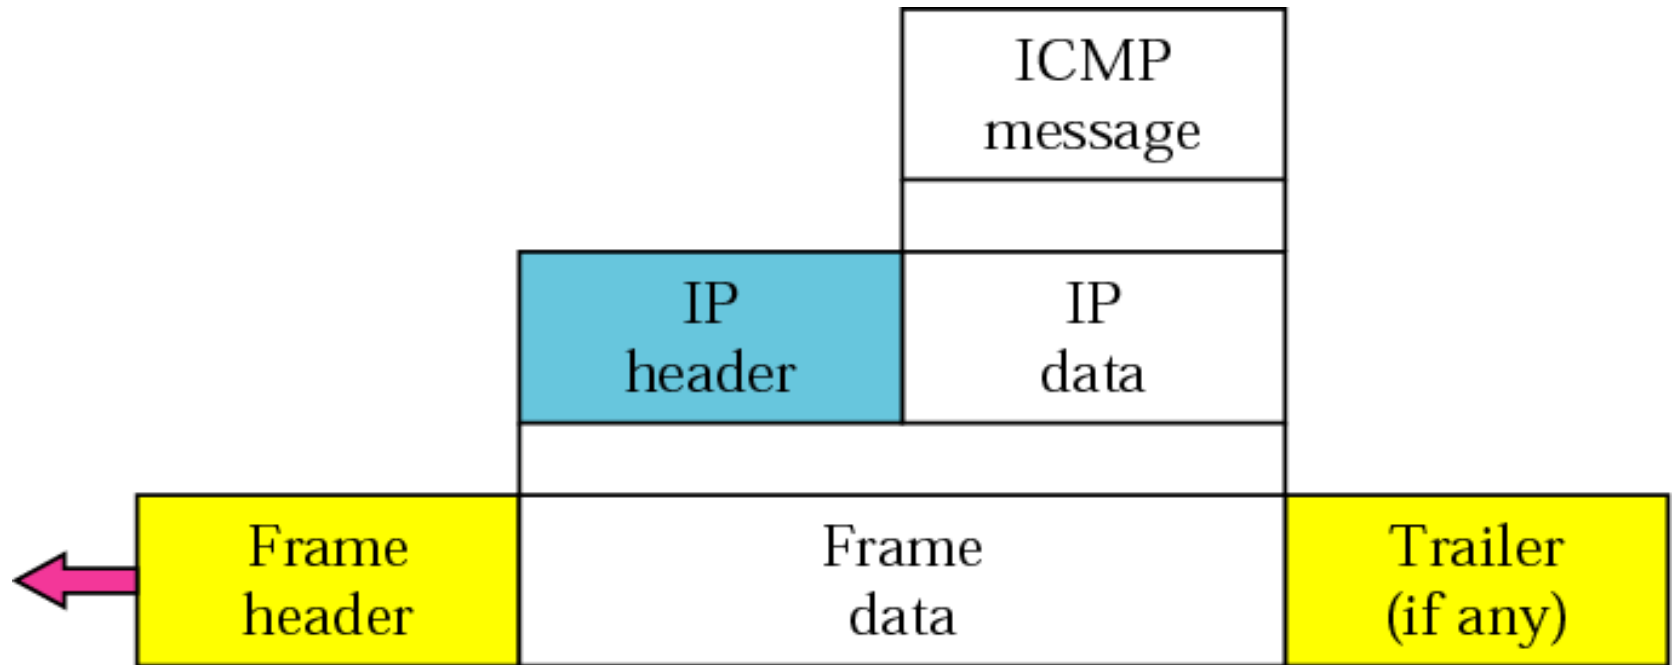 ICMP
message
IP
header
IP
data
Frame
header
Frame
data
Trailer
(if any)